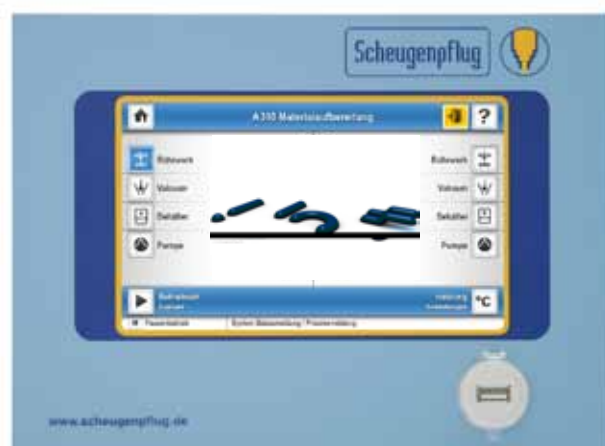 Scheugenpflug
A310 Materialaufbereitung
?
Rührwerk
Rührwerk
Vakuum
Vakuum
Behälter
Behälter
Pumpe
Pumpe
°C
www.scheugenpflug.de